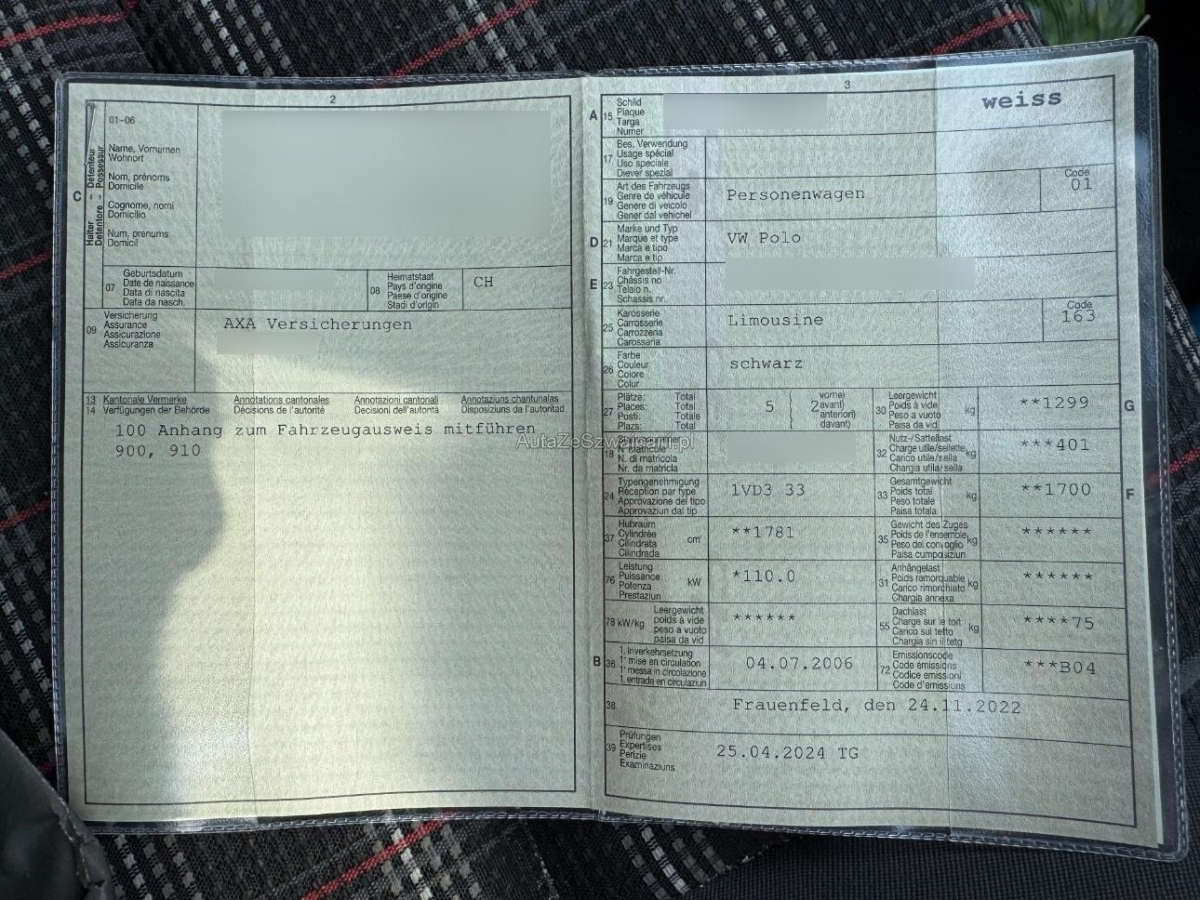 2
01-06
Name, Vornamen
Wohnort
Nom, prénoms
Domicile
Cognome, nomi
Domicilio
Num, prenums
Domicil
C
Halter - Détenteur
Detentore - Possessur
07
Geburtsdatum
Date de naissance
Data di nascita
Data da nasch.
08
Heimatstaat
Pays d'origine
Paese d'origine
Stadi d'origin
CH
09
Versicherung
Assurance
Assicurazione
Assicuranza
AXA Versicherungen
13 Kantonale Vermerke Annotations cantonales Annotazioni cantonali Annotaziuns chantunalas
14 Verfügungen der Behörde Décisions de l'autorité Decisioni dell'autorità Disposiziuns da l'autoritad
100 Anhang zum Fahrzeugausweis mitführen
900, 910
AutaZeSzwajcarii.pl
3
A 15
Schild
Plaque
Targa
Numer
weiss
17
Bes. Verwendung
Usage spécial
Uso speciale
Diever spezial
19
Art des Fahrzeugs
Genre de véhicule
Genere di veicolo
Gener dal vehichel
Personenwagen
Code
01
D 21
Marke und Typ
Marque et type
Marca e tipo
Marca e tip
VW Polo
E 23
Fahrgestell-Nr.
Châssis no
Telaio n.
Schassis nr.
25
Karosserie
Carrosserie
Carrozzeria
Carossaria
Limousine
Code
163
26
Farbe
Couleur
Colore
Colur
schwarz
27
Plätze: Total
Places: Total
Posti: Totale
Plazs: Total
5
2
vorne)
avant)
anteriori)
davant)
30
Leergewicht
Poids à vide
Peso a vuoto
Paisa da vid
kg
**1299
G
18
N. di matricola
Nr. da matricla
32
Nutz-/Sattellast
Charge utile/sellette
Carico utile/sella
Chargia utila/sella
kg
***401
24
Typengenehmigung
Réception par type
Approvazione del tipo
Approvaziun dal tip
1VD3 33
33
Gesamtgewicht
Poids total
Peso totale
Paisa totala
kg
**1700
F
37
Hubraum
Cylindrée
Cilindrata
Cilindrada
cm³
**1781
35
Gewicht des Zuges
Poids de l'ensemble
Peso del convoglio
Paisa cumposiziun
kg
******
76
Leistung
Puissance
Potenza
Prestaziun
kW
*110.0
31
Anhängelast
Poids remorquable
Carico rimorchiato
Chargia annexa
kg
******
78 kW/kg
Leergewicht
poids à vide
peso a vuoto
paisa da vid
******
55
Dachlast
Charge sur le toit
Carico sul tetto
Chargia sin il tetg
kg
****75
B 36
1. Inverkehrsetzung
1re mise en circulation
1a messa in circolazione
1. entrada en circulaziun
04.07.2006
72
Emissionscode
Code émissions
Codice emissioni
Code d'emissiuns
***B04
38
Frauenfeld, den 24.11.2022
39
Prüfungen
Expertises
Perizie
Examinaziuns
25.04.2024 TG